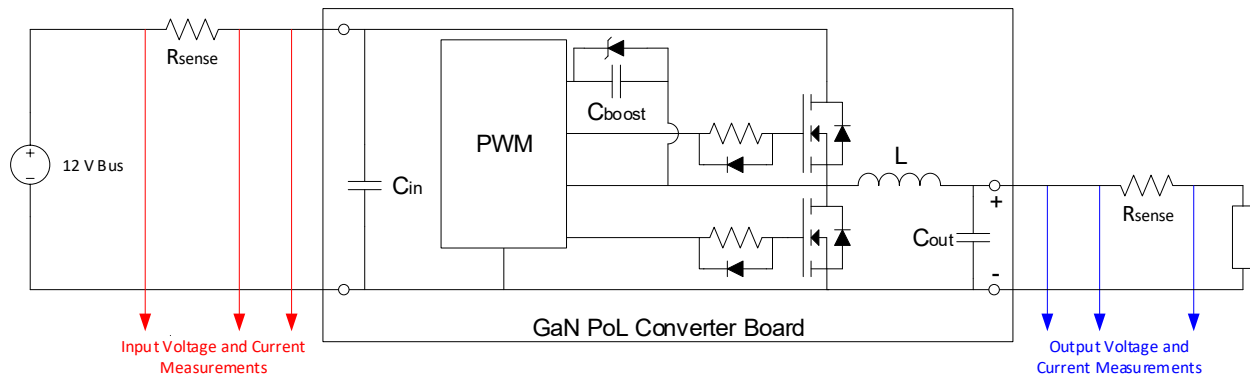 Rsense
Cboost
PWM
L
12 V Bus
+
−
Cin
Cout
+
-
Rsense
GaN PoL Converter Board
Input Voltage and Current
Measurements
Output Voltage and
Current Measurements